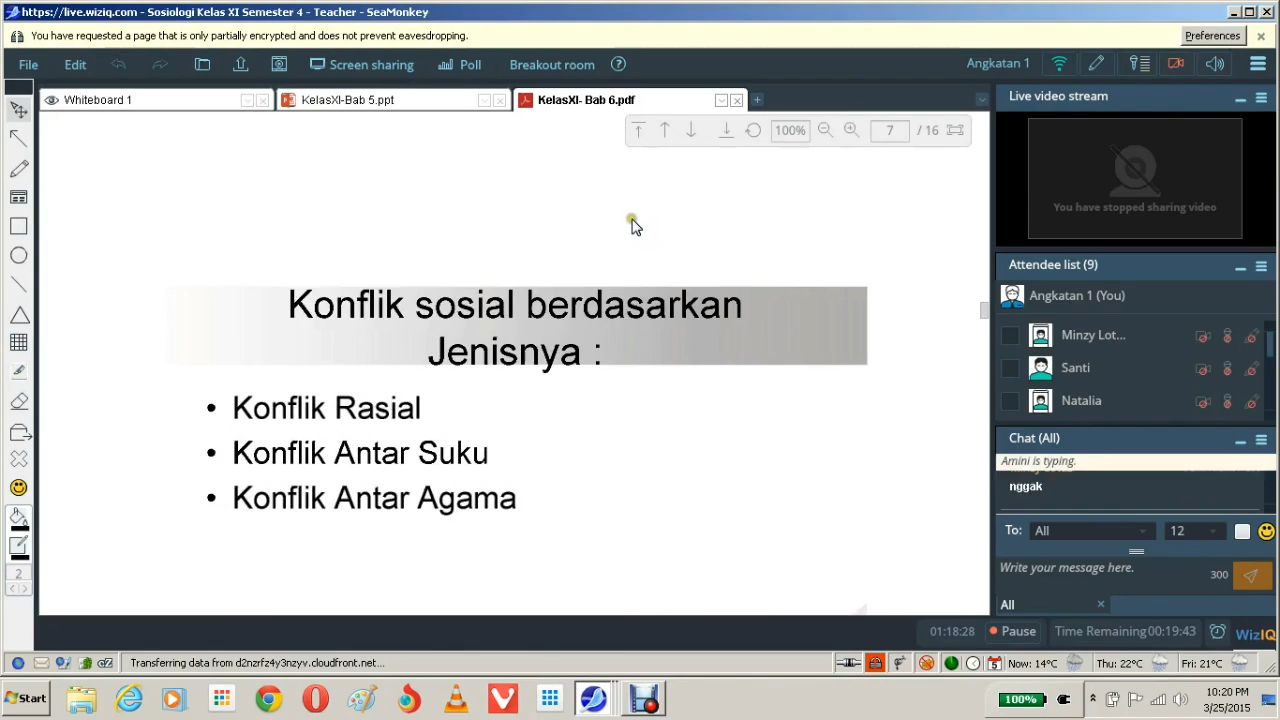 https://live.wiziq.com - Sosiologi Kelas XI Semester 4 - Teacher - SeaMonkey
You have requested a page that is only partially encrypted and does not prevent eavesdropping.
Preferences
File Edit Screen sharing Poll Breakout room Angkatan 1
Whiteboard 1 KelasXI-Bab 5.ppt KelasXI- Bab 6.pdf
100% 7 / 16
Konflik sosial berdasarkan
Jenisnya :
• Konflik Rasial
• Konflik Antar Suku
• Konflik Antar Agama
2
Live video stream
You have stopped sharing video
Attendee list (9)
Angkatan 1 (You)
Minzy Lot...
Santi
Natalia
Chat (All)
Amini is typing.
nggak
To: All 12
Write your message here.
300
All
01:18:28 Pause Time Remaining 00:19:43 WizIQ
Transferring data from d2nzrfz4y3nzyv.cloudfront.net...
Now: 14°C Thu: 22°C Fri: 21°C
Start
100%
10:20 PM
3/25/2015